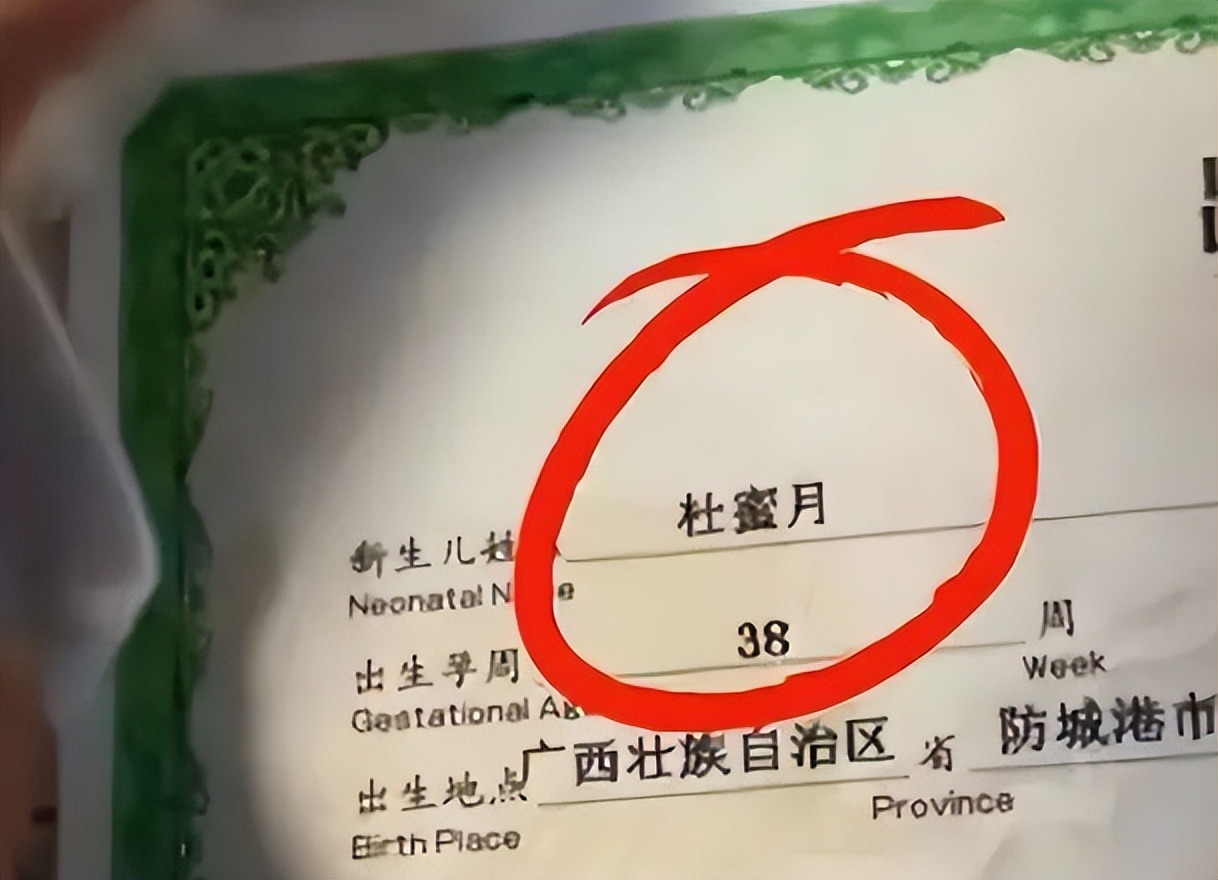 新生儿姓 杜蜜月
Neonatal N e
出生孕周 38 周
Gestational Ag Week
出生地点 广西壮族自治区 省 防城港市
Birth Place Province